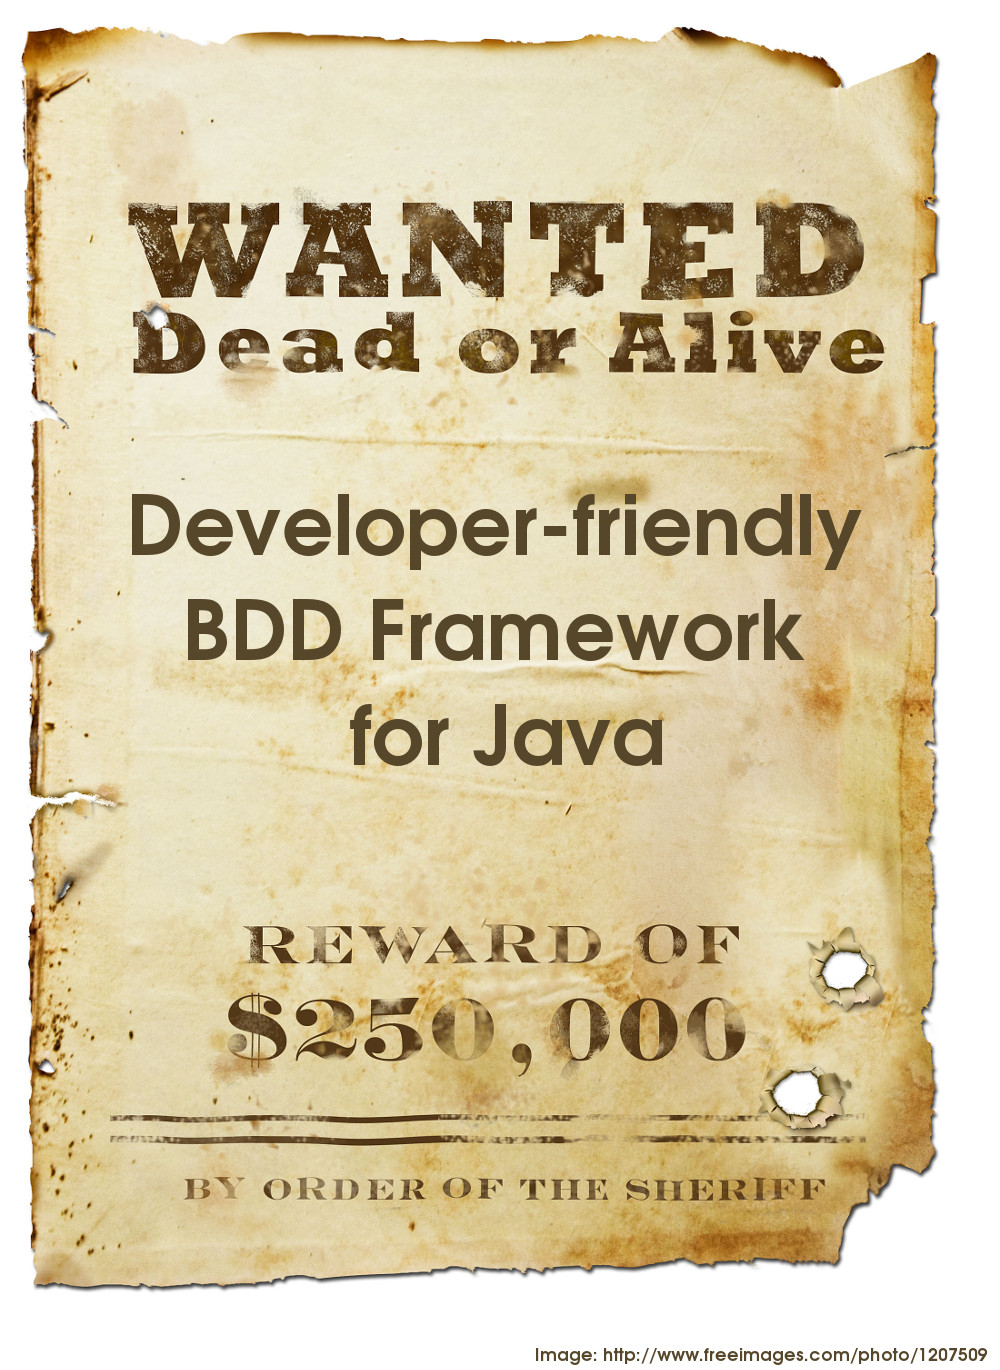 WANTED
Dead or Alive
Developer-friendly
BDD Framework
for Java
REWARD OF
$250,000
BY ORDER OF THE SHERIFF
Image: http://www.freeimages.com/photo/1207509